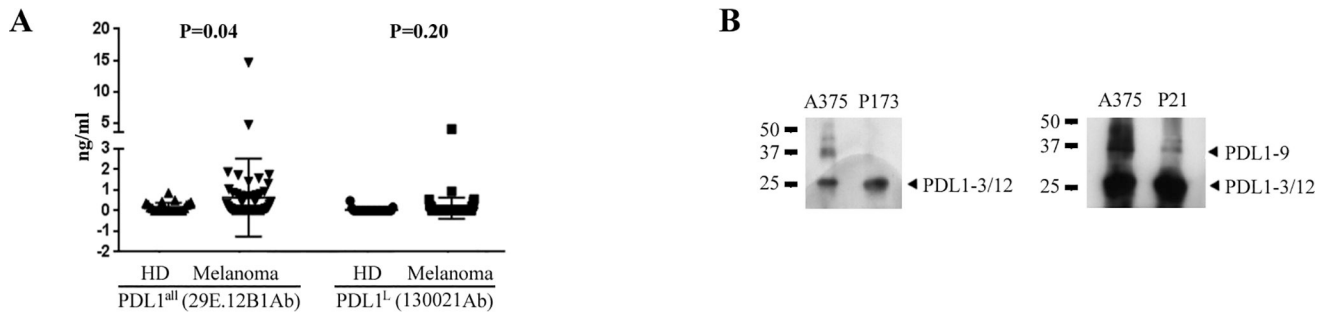 A
P=0.04 P=0.20
20
15
10
5
3
2
1
0
-1
-2
ng/ml
HD Melanoma HD Melanoma
PDL1all (29E.12B1Ab) PDL1L (130021Ab)
B
A375 P173
50
37
25
PDL1-3/12
A375 P21
50
37
25
PDL1-9
PDL1-3/12